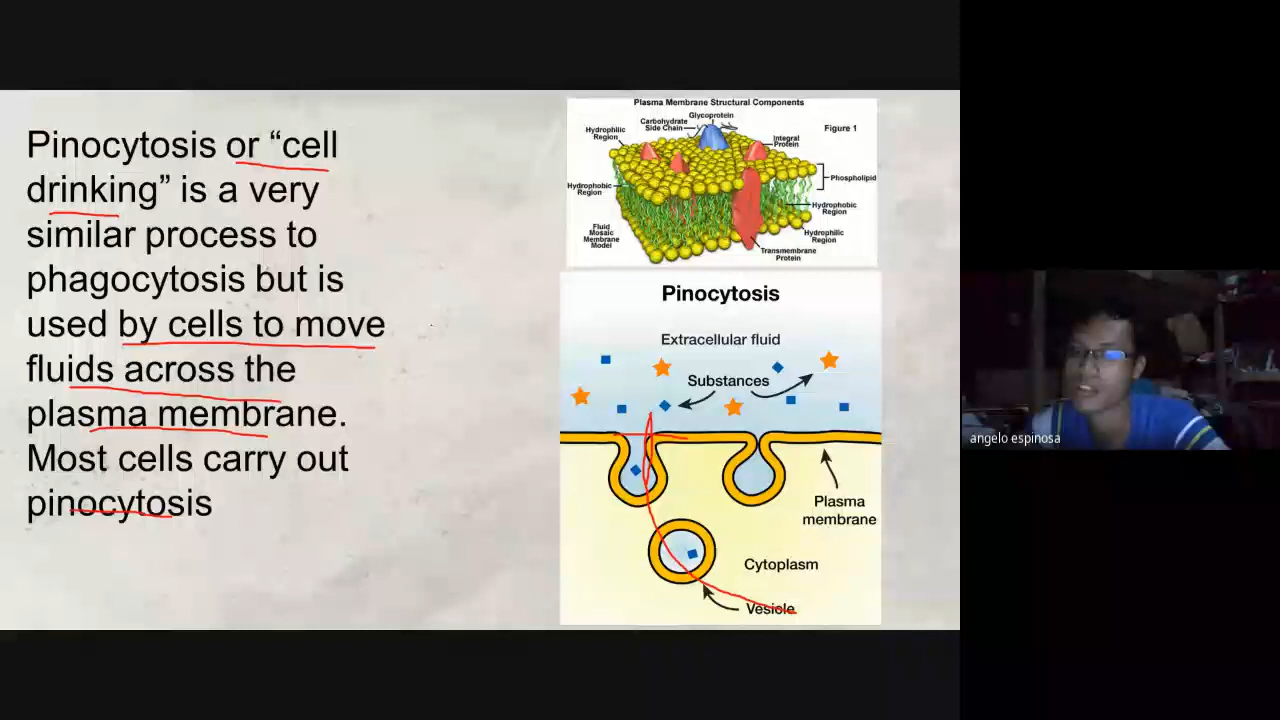 Pinocytosis or “cell
drinking” is a very
similar process to
phagocytosis but is
used by cells to move
fluids across the
plasma membrane.
Most cells carry out
pinocytosis
Plasma Membrane Structural Components
Glycoprotein
Carbohydrate
Side Chain
Figure 1
Hydrophilic
Region
Integral
Protein
Phospholipid
Hydrophobic
Region
Hydrophobic
Region
Fluid
Mosaic
Membrane
Model
Hydrophilic
Region
Transmembrane
Protein
Pinocytosis
Extracellular fluid
Substances
Plasma
membrane
Cytoplasm
Vesicle
angelo espinosa